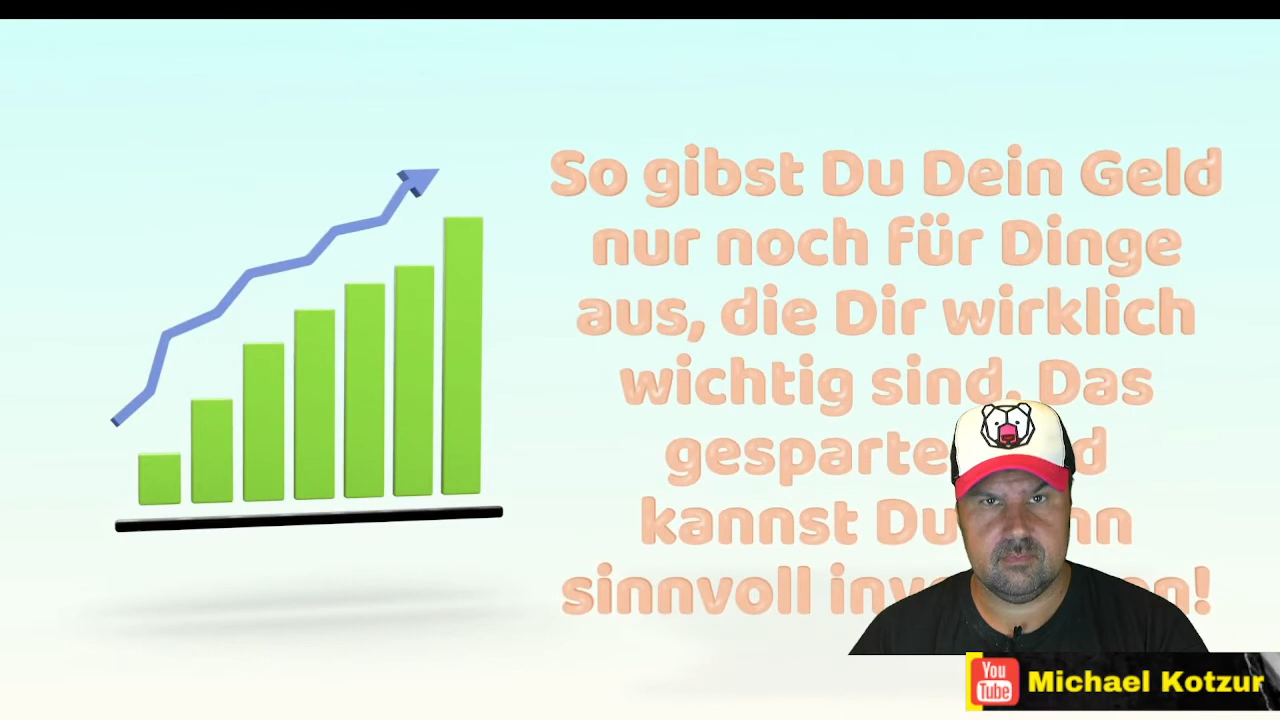 So gibst Du Dein Geld
nur noch für Dinge
aus, die Dir wirklich
wichtig sind. Das
kannst Du
sinnvoll
You
Tube
Michael Kotzur